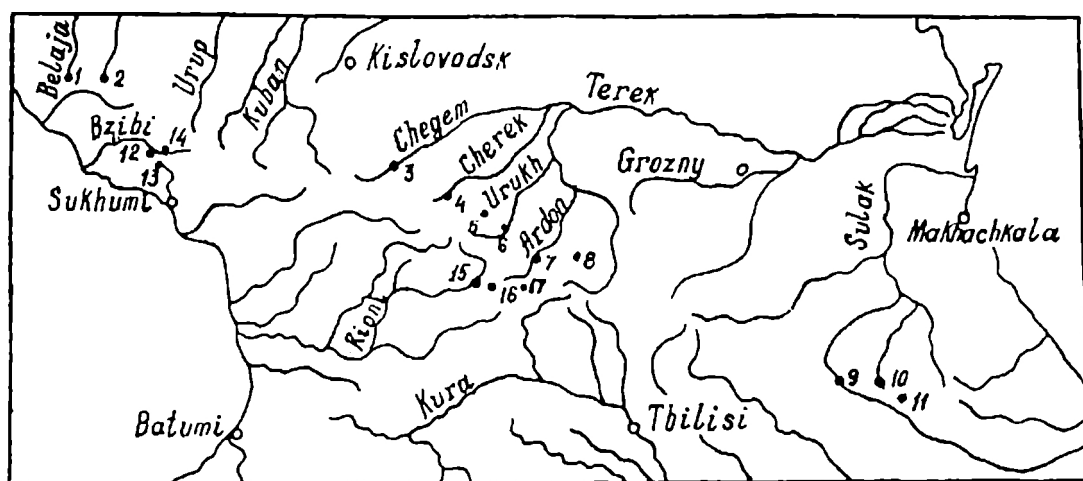 Belaja
1
2
Urup
Kuban
Kislovodsk
Bzibi
12
14
13
Sukhumi
Chegem
3
Terek
Cherek
4
Urukh
5
6
Ardon
7
8
Grozny
Sulak
Makhachkala
15
16
17
Rioni
9
10
11
Kura
Batumi
Tbilisi